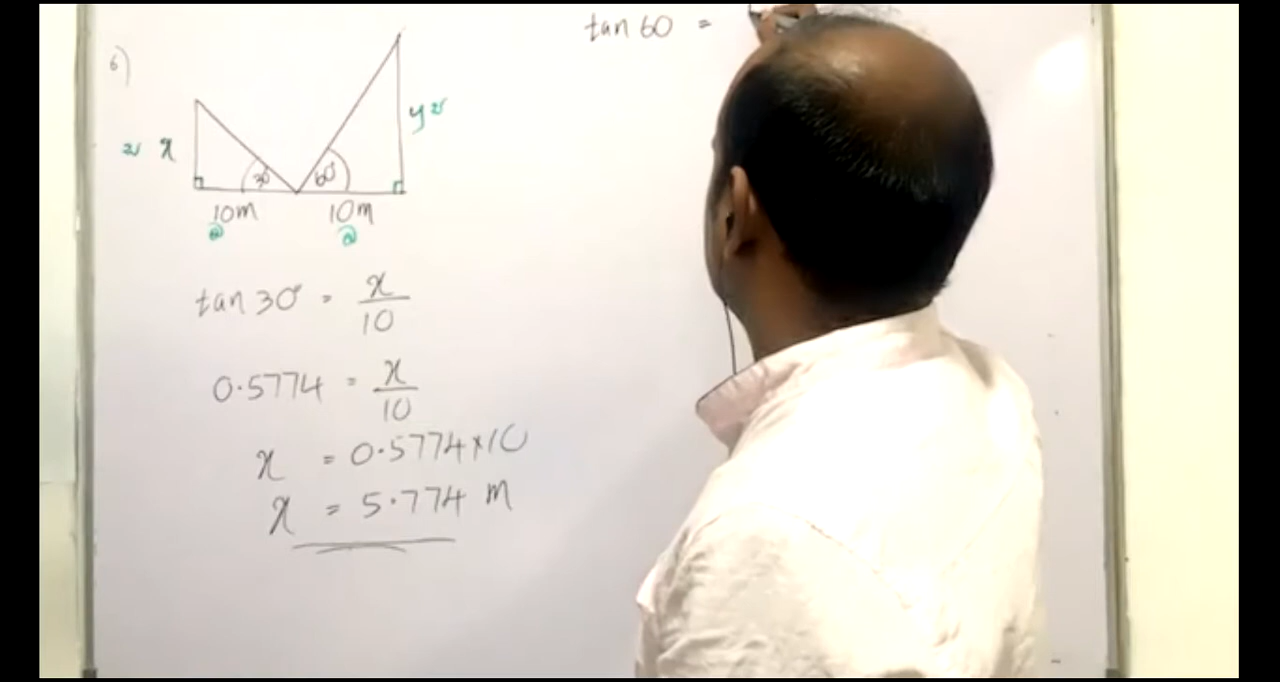 6)
x
30°
60°
y
10m
10m
tan 30° = x/10
0.5774 = x/10
x = 0.5774×10
x = 5.774 m
tan 60 =